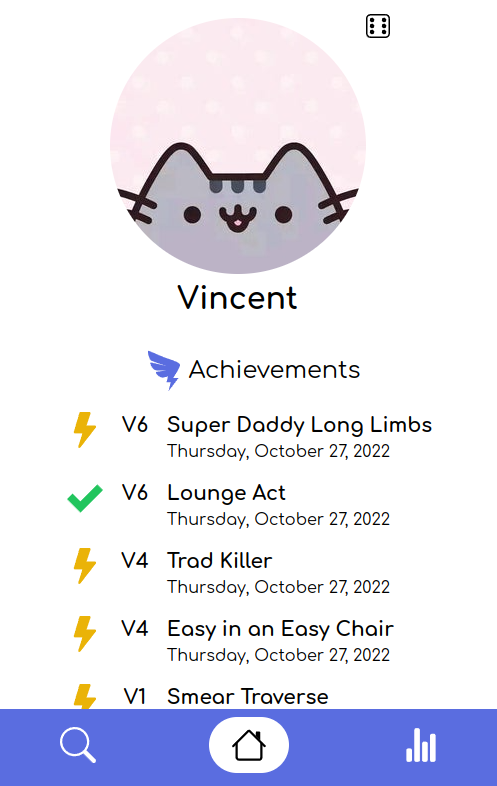 Vincent
Achievements
V6 Super Daddy Long Limbs
Thursday, October 27, 2022
V6 Lounge Act
Thursday, October 27, 2022
V4 Trad Killer
Thursday, October 27, 2022
V4 Easy in an Easy Chair
Thursday, October 27, 2022
V1 Smear Traverse